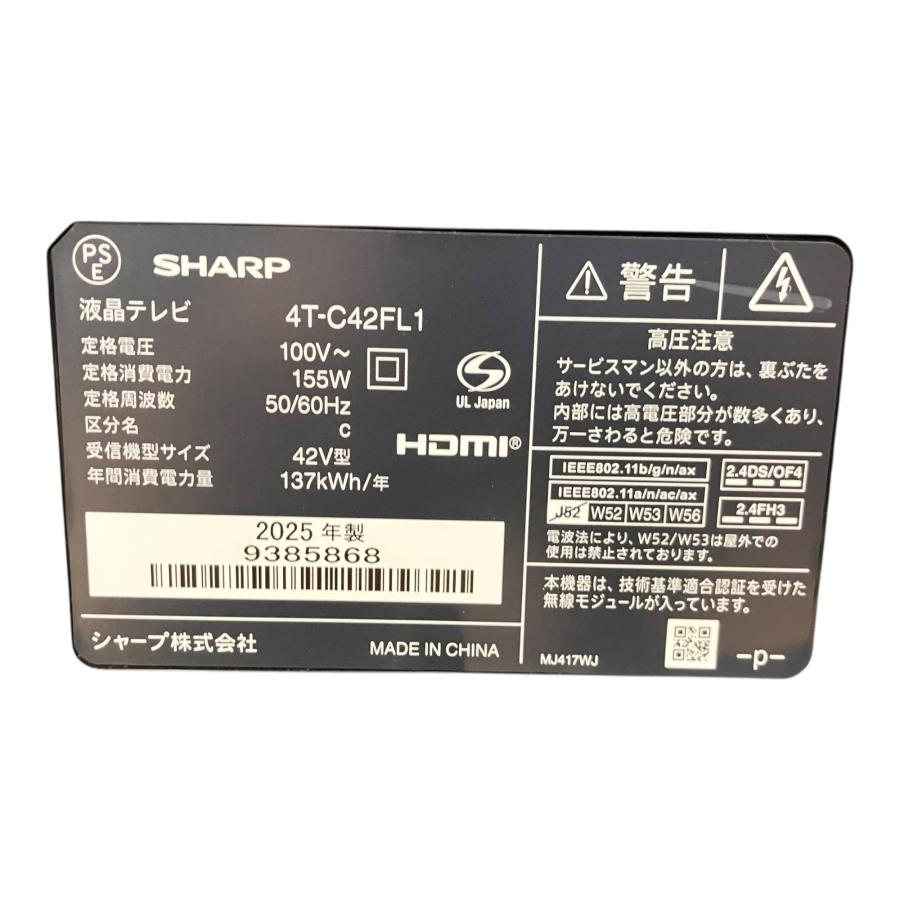 PSE
SHARP
液晶テレビ 4T-C42FL1
定格電圧 100V～
定格消費電力 155W
定格周波数 50/60Hz
区分名 C
受信機型サイズ 42V型
年間消費電力量 137kWh/年
S
UL Japan
HDMI®
2025 年製
9385868
シャープ株式会社 MADE IN CHINA
警告
高圧注意
サービスマン以外の方は、裏ぶたを
あけないでください。
内部には高電圧部分が数多くあり、
万一さわると危険です。
IEEE802.11b/g/n/ax
IEEE802.11a/n/ac/ax
J52 W52 W53 W56
2.4DS/OF4
2.4FH3
電波法により、W52/W53は屋外での
使用は禁止されております。
本機器は、技術基準適合認証を受けた
無線モジュールが入っています。
MJ417WJ
-p-